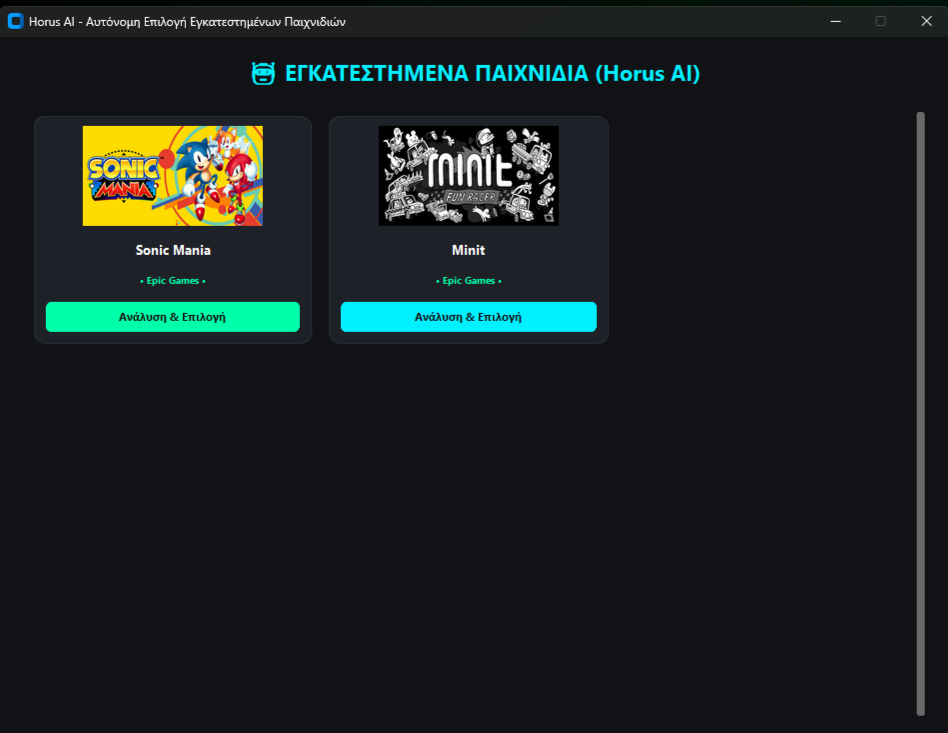 Horus AI - Αυτόνομη Επιλογή Εγκατεστημένων Παιχνιδιών
ΕΓΚΑΤΕΣΤΗΜΕΝΑ ΠΑΙΧΝΙΔΙΑ (Horus AI)
SONIC
MANIA
minit
FUN RACER
Sonic Mania
Minit
• Epic Games •
• Epic Games •
Ανάλυση & Επιλογή
Ανάλυση & Επιλογή